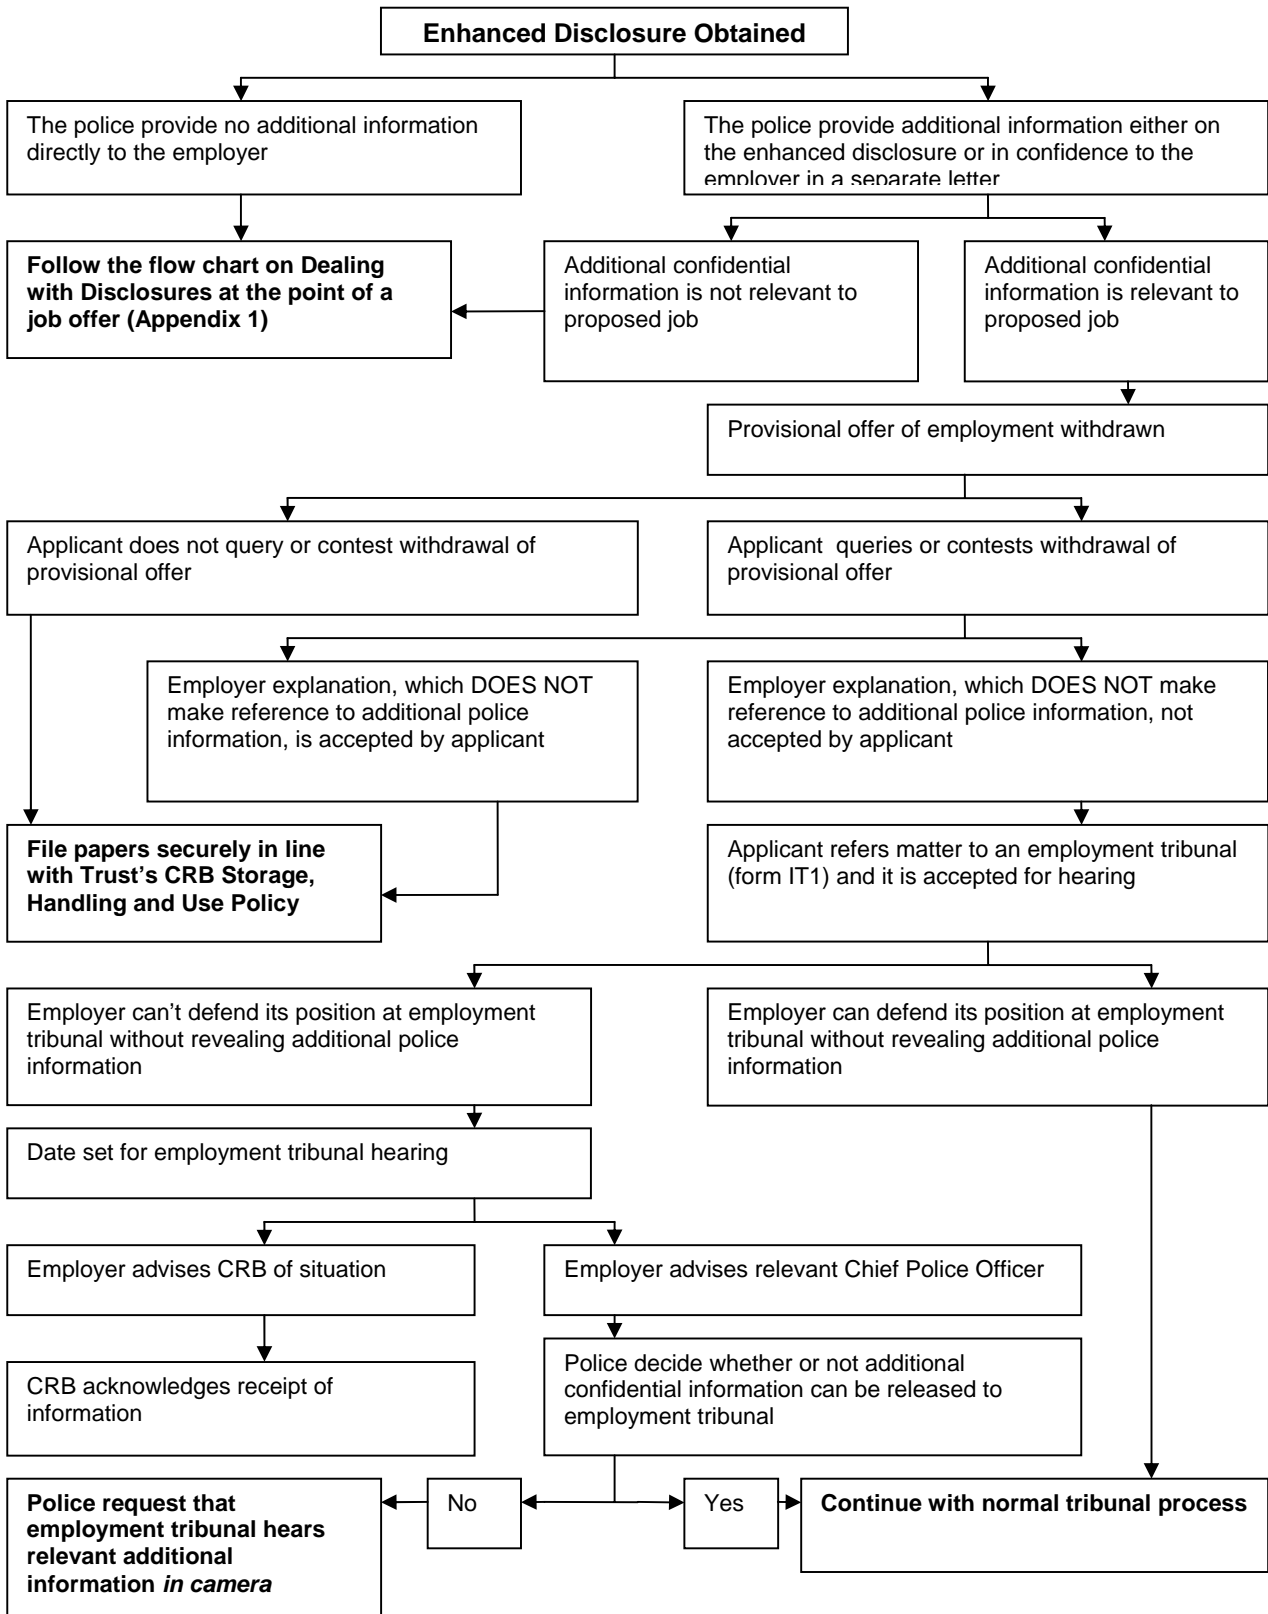 Enhanced Disclosure Obtained
The police provide no additional information
directly to the employer
The police provide additional information either on
the enhanced disclosure or in confidence to the
employer in a separate letter
Follow the flow chart on Dealing
with Disclosures at the point of a
job offer (Appendix 1)
Additional confidential
information is not relevant to
proposed job
Additional confidential
information is relevant to
proposed job
Provisional offer of employment withdrawn
Applicant does not query or contest withdrawal of
provisional offer
Applicant  queries or contests withdrawal of
provisional offer
Employer explanation, which DOES NOT
make reference to additional police
information, is accepted by applicant
Employer explanation, which DOES NOT make
reference to additional police information, not
accepted by applicant
File papers securely in line
with Trust's CRB Storage,
Handling and Use Policy
Applicant refers matter to an employment tribunal
(form IT1) and it is accepted for hearing
Employer can't defend its position at employment
tribunal without revealing additional police
information
Employer can defend its position at employment
tribunal without revealing additional police
information
Date set for employment tribunal hearing
Employer advises CRB of situation
Employer advises relevant Chief Police Officer
CRB acknowledges receipt of
information
Police decide whether or not additional
confidential information can be released to
employment tribunal
Police request that
employment tribunal hears
relevant additional
information in camera
No
Yes
Continue with normal tribunal process